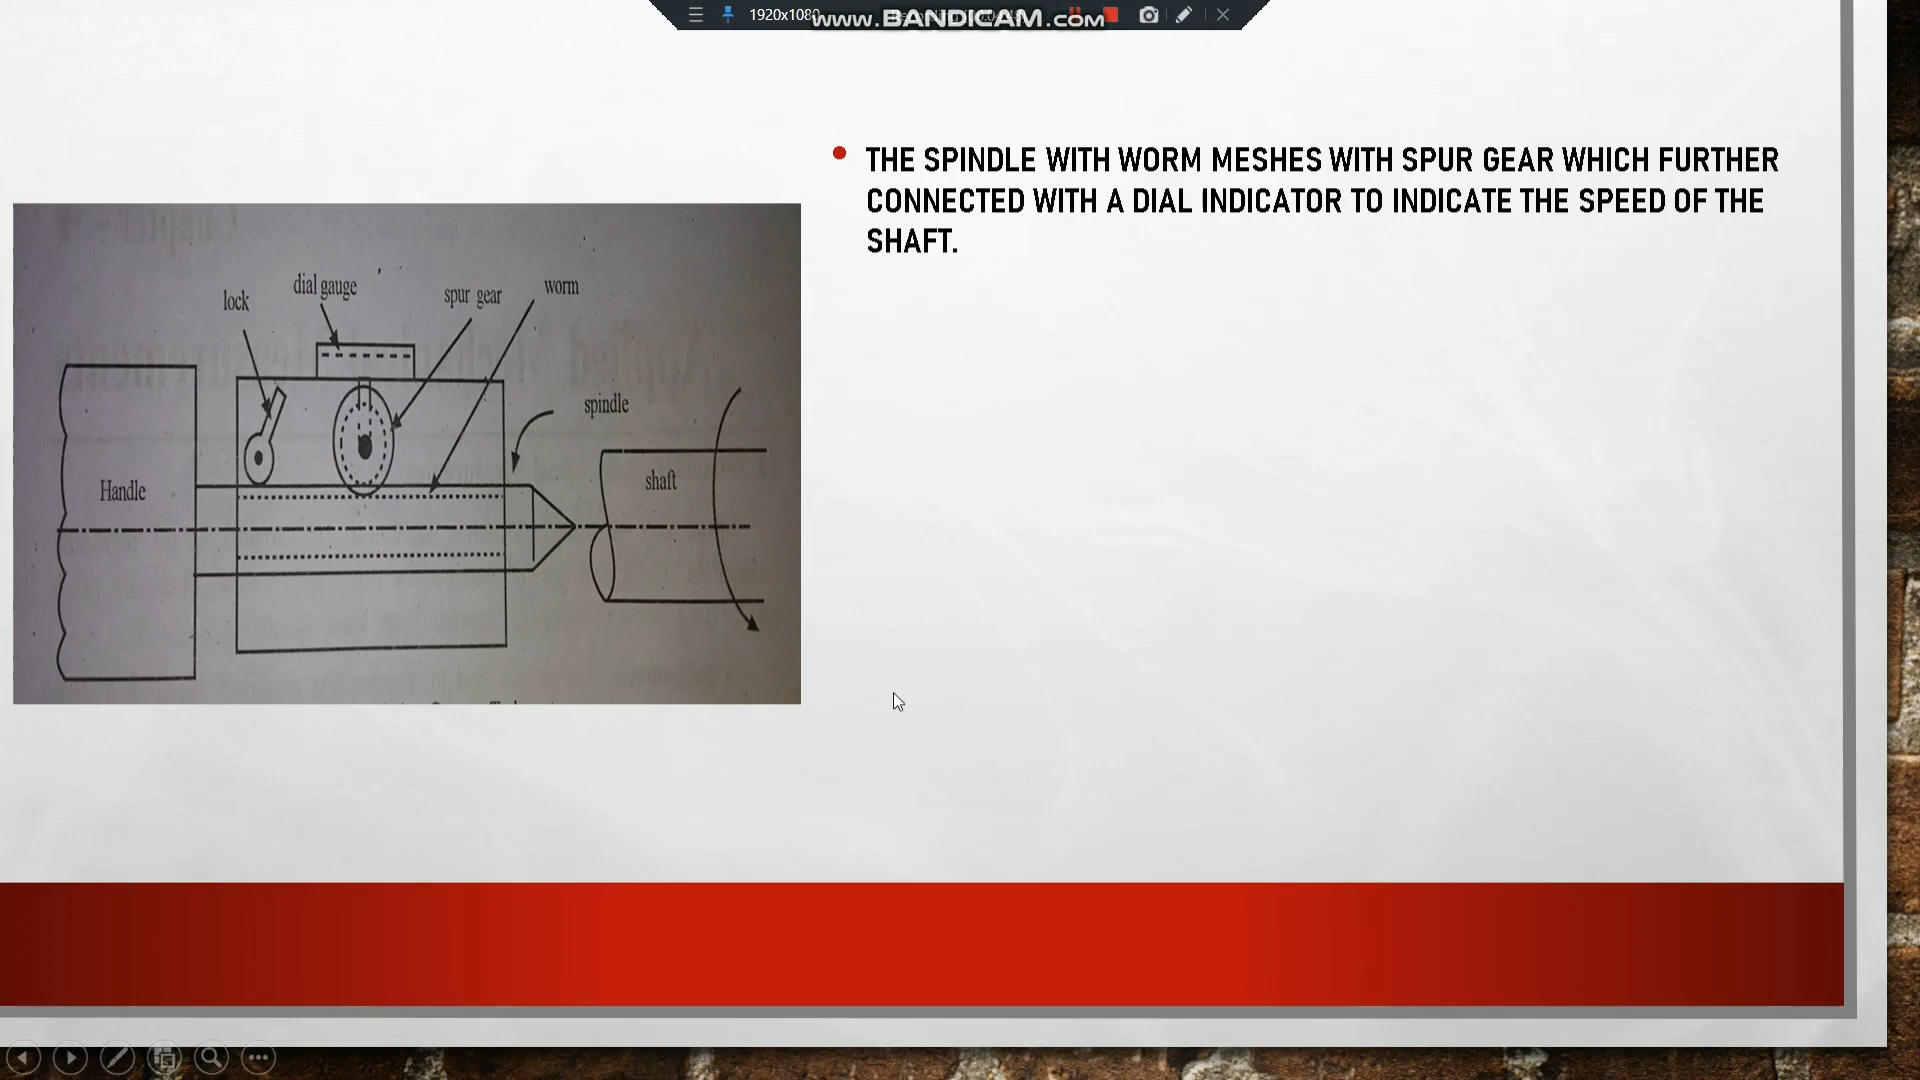 1920x1080
www.BANDICAM.com
THE SPINDLE WITH WORM MESHES WITH SPUR GEAR WHICH FURTHER
CONNECTED WITH A DIAL INDICATOR TO INDICATE THE SPEED OF THE
SHAFT.
lock
dial gauge
spur gear
worm
spindle
shaft
Handle